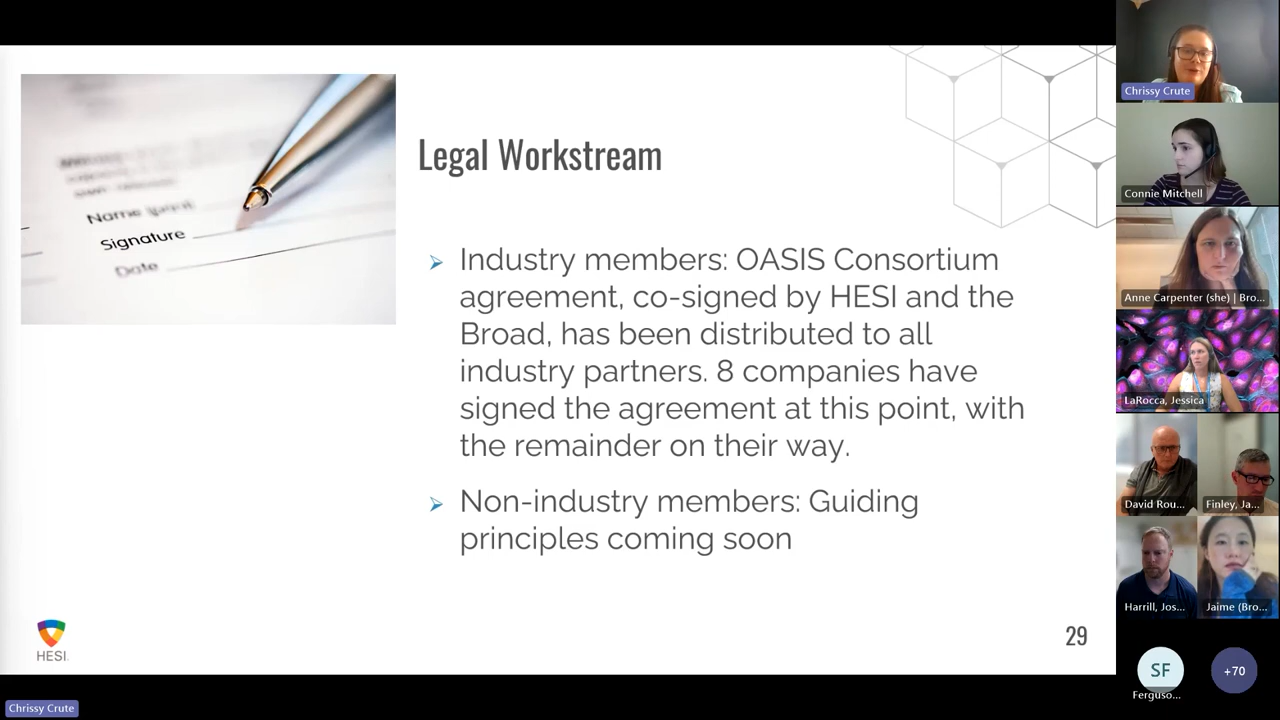 Name (print)
Signature
Date
Legal Workstream
Industry members: OASIS Consortium
agreement, co-signed by HESI and the
Broad, has been distributed to all
industry partners. 8 companies have
signed the agreement at this point, with
the remainder on their way.
Non-industry members: Guiding
principles coming soon
HESI
29
Chrissy Crute
Chrissy Crute
Connie Mitchell
Anne Carpenter (she) | Bro...
LaRocca, Jessica
David Rou...
Finley, Ja...
Harrill, Jos...
Jaime (Bro...
SF
Ferguso...
+70